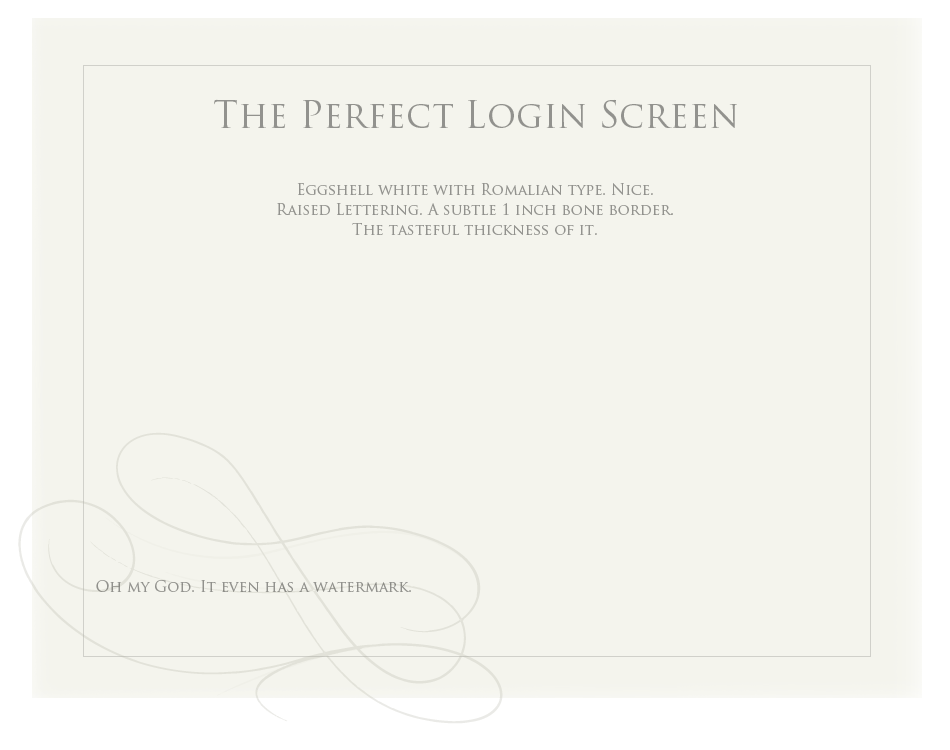 The Perfect Login Screen
Eggshell white with Romalian type. Nice.
Raised Lettering. A subtle 1 inch bone border.
The tasteful thickness of it.
Oh my God. It even has a watermark.